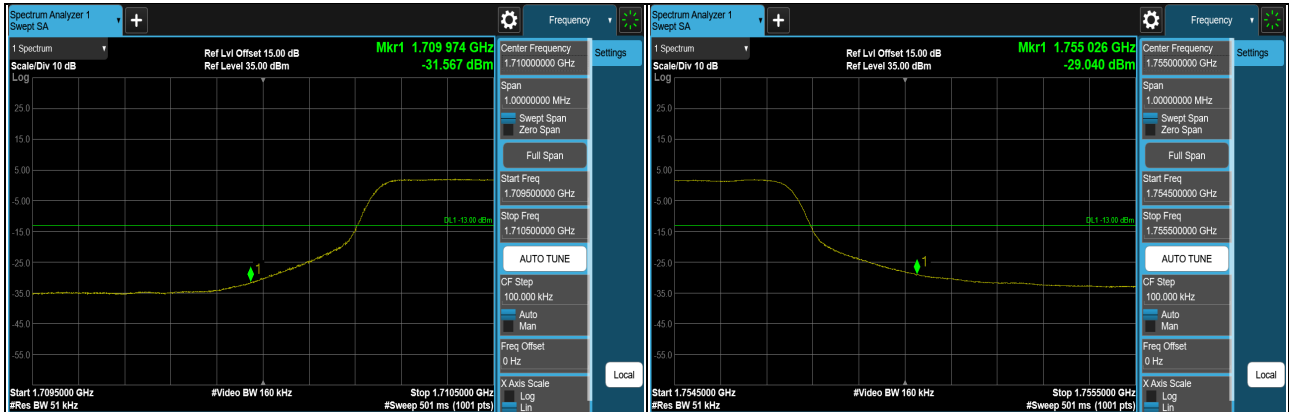 Spectrum Analyzer 1
Swept SA
Frequency
1 Spectrum
Scale/Div 10 dB
Log
Ref Lvl Offset 15.00 dB
Ref Level 35.00 dBm
Mkr1 1.709 974 GHz
-31.567 dBm
25.0
15.0
5.00
-5.00
-15.0
-25.0
-35.0
-45.0
-55.0
DL1 -13.00 dBm
1
Start 1.7095000 GHz
#Res BW 51 kHz
#Video BW 160 kHz
Stop 1.7105000 GHz
#Sweep 501 ms (1001 pts)
Center Frequency
1.710000000 GHz
Span
1.00000000 MHz
Swept Span
Zero Span
Full Span
Start Freq
1.709500000 GHz
Stop Freq
1.710500000 GHz
AUTO TUNE
CF Step
100.000 kHz
Auto
Man
Freq Offset
0 Hz
X Axis Scale
Log
Lin
Settings
Local
Spectrum Analyzer 1
Swept SA
Frequency
1 Spectrum
Scale/Div 10 dB
Log
Ref Lvl Offset 15.00 dB
Ref Level 35.00 dBm
Mkr1 1.755 026 GHz
-29.040 dBm
25.0
15.0
5.00
-5.00
-15.0
-25.0
-35.0
-45.0
-55.0
DL1 -13.00 dBm
1
Start 1.7545000 GHz
#Res BW 51 kHz
#Video BW 160 kHz
Stop 1.7555000 GHz
#Sweep 501 ms (1001 pts)
Center Frequency
1.755000000 GHz
Span
1.00000000 MHz
Swept Span
Zero Span
Full Span
Start Freq
1.754500000 GHz
Stop Freq
1.755500000 GHz
AUTO TUNE
CF Step
100.000 kHz
Auto
Man
Freq Offset
0 Hz
X Axis Scale
Log
Lin
Settings
Local